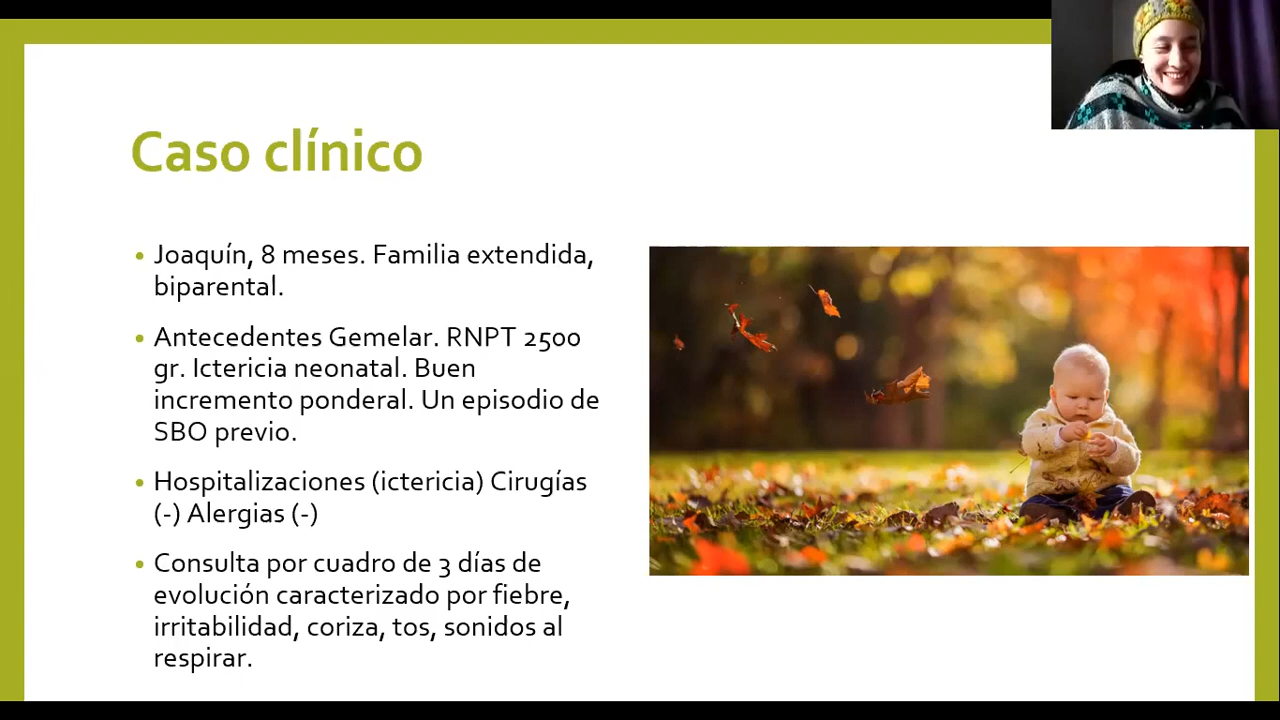 Caso clínico
• Joaquín, 8 meses. Familia extendida,
biparental.
• Antecedentes Gemelar. RNPT 2500
gr. Ictericia neonatal. Buen
incremento ponderal. Un episodio de
SBO previo.
• Hospitalizaciones (ictericia) Cirugías
(-) Alergias (-)
• Consulta por cuadro de 3 días de
evolución caracterizado por fiebre,
irritabilidad, coriza, tos, sonidos al
respirar.